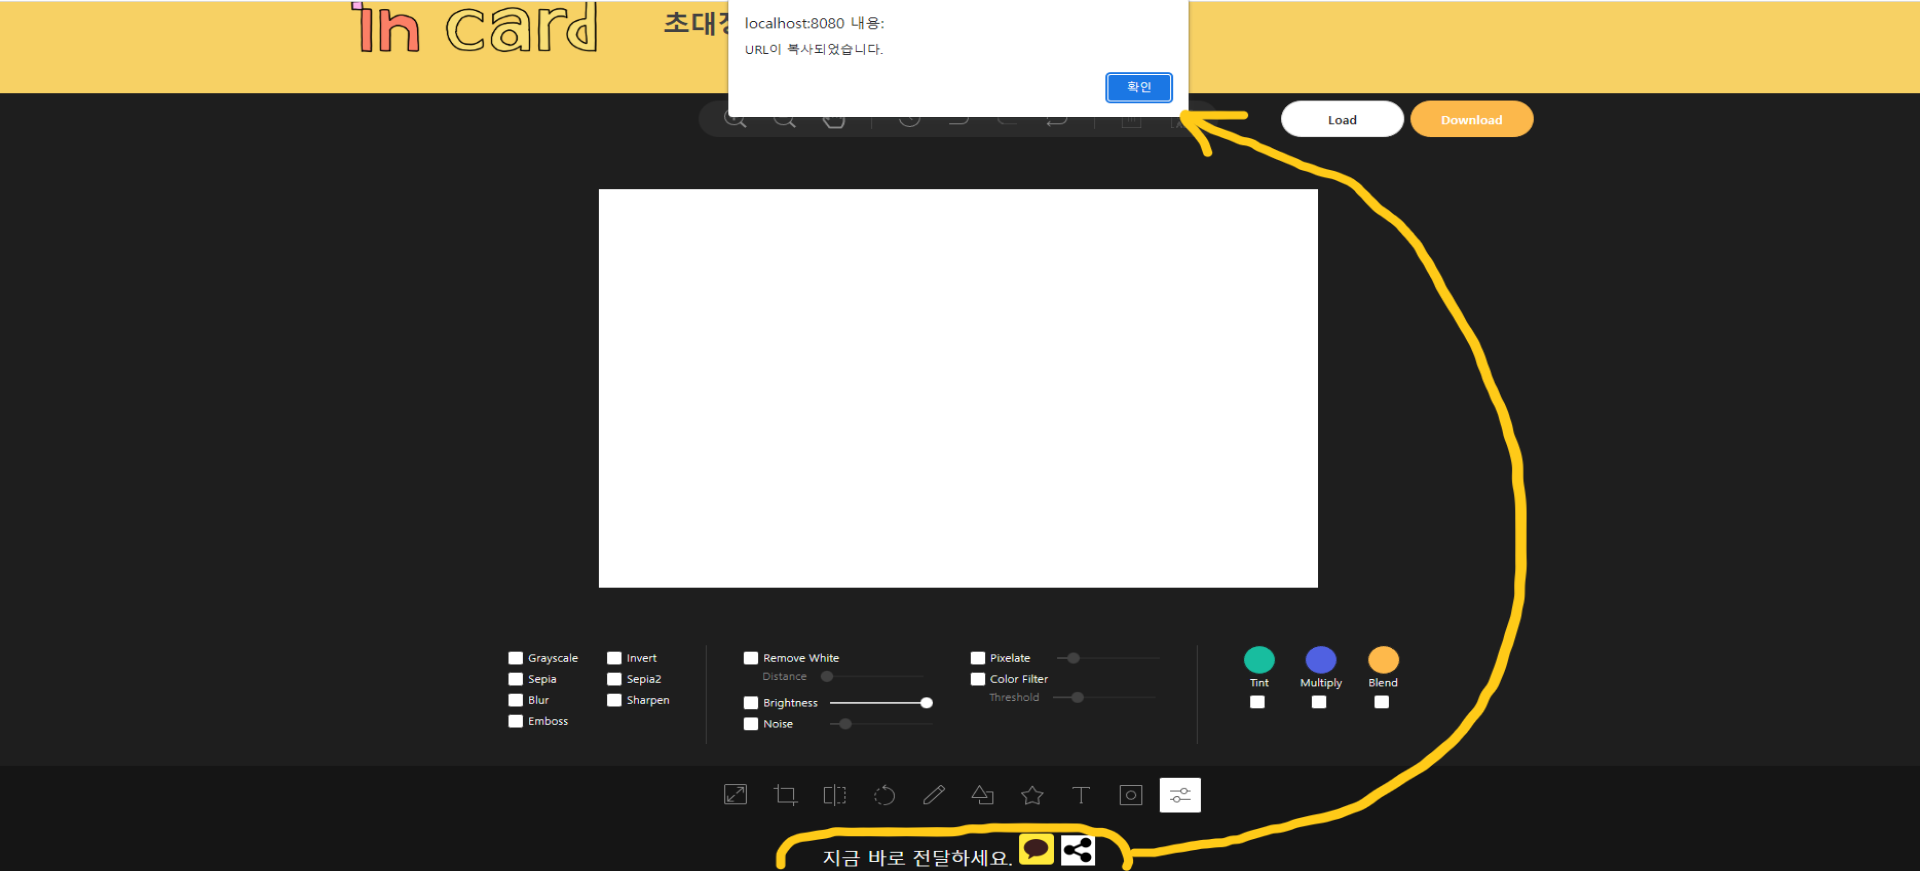 in card
localhost:8080 내용:
URL이 복사되었습니다.
확인
Load
Download
Grayscale
Invert
Sepia
Sepia2
Blur
Sharpen
Emboss
Remove White
Distance
Brightness
Noise
Pixelate
Color Filter
Threshold
Tint
Multiply
Blend
지금 바로 전달하세요.